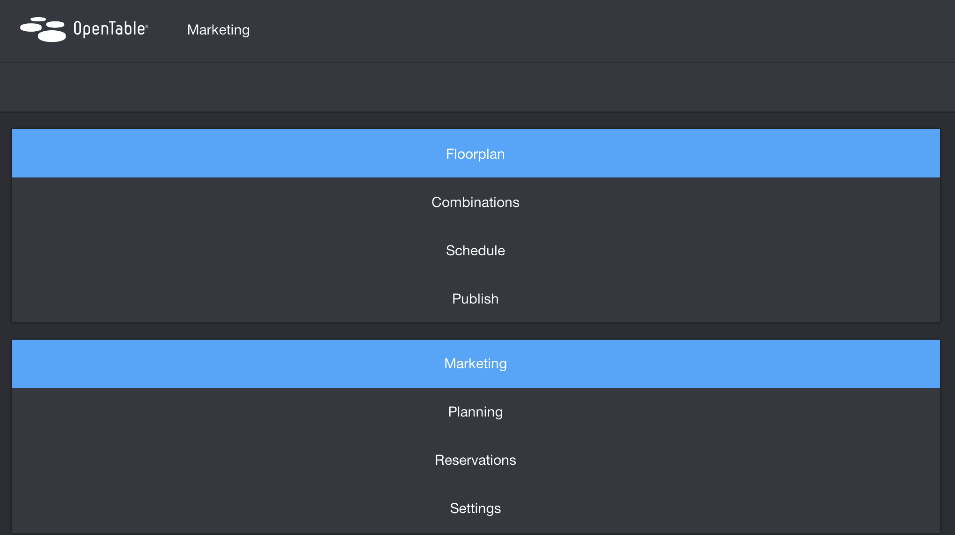 OpenTable®
Marketing
Floorplan
Combinations
Schedule
Publish
Marketing
Planning
Reservations
Settings